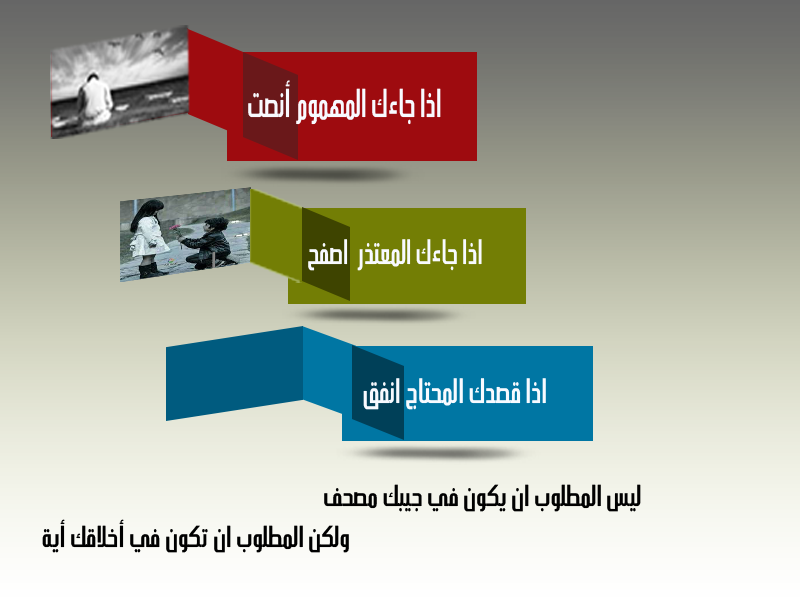 اذا جاءك المهموم أنصت
اذا جاءك المعتذر اصفح
اذا قصدك المحتاج انفق
ليس المطلوب ان يكون في جيبك مصحف
ولكن المطلوب ان تكون في أخلاقك أية